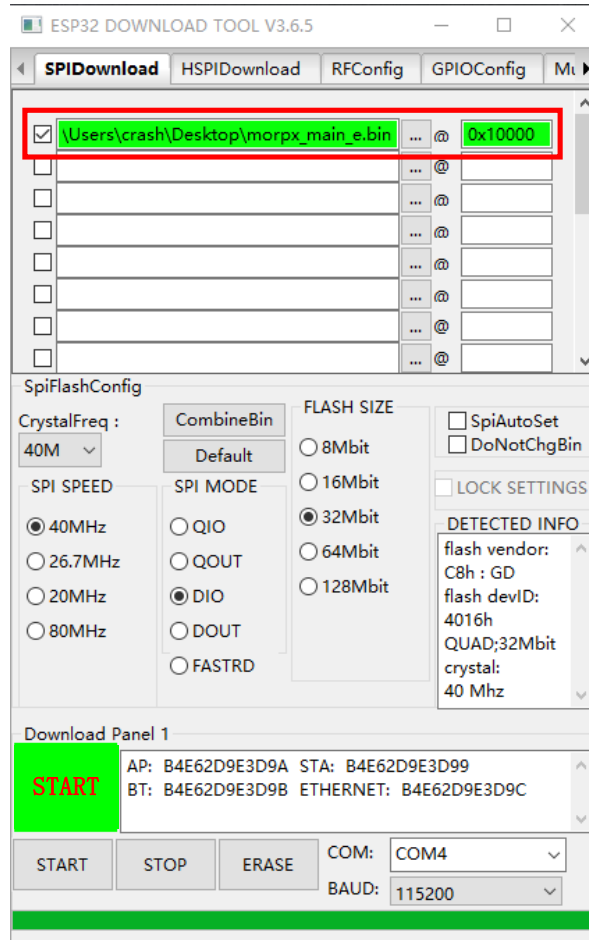 ESP32 DOWNLOAD TOOL V3.6.5
SPIDownload HSPIDownload RFConfig GPIOConfig Mu
\Users\crash\Desktop\morpx_main_e.bin ... @ 0x10000
... @
... @
... @
... @
... @
... @
... @
SpiFlashConfig
CrystalFreq :
40M
CombineBin
Default
SPI SPEED
40MHz
26.7MHz
20MHz
80MHz
SPI MODE
QIO
QOUT
DIO
DOUT
FASTRD
FLASH SIZE
8Mbit
16Mbit
32Mbit
64Mbit
128Mbit
SpiAutoSet
DoNotChgBin
LOCK SETTINGS
DETECTED INFO
flash vendor:
C8h : GD
flash devID:
4016h
QUAD;32Mbit
crystal:
40 Mhz
Download Panel 1
START
AP: B4E62D9E3D9A STA: B4E62D9E3D99
BT: B4E62D9E3D9B ETHERNET: B4E62D9E3D9C
START STOP ERASE
COM: COM4
BAUD: 115200